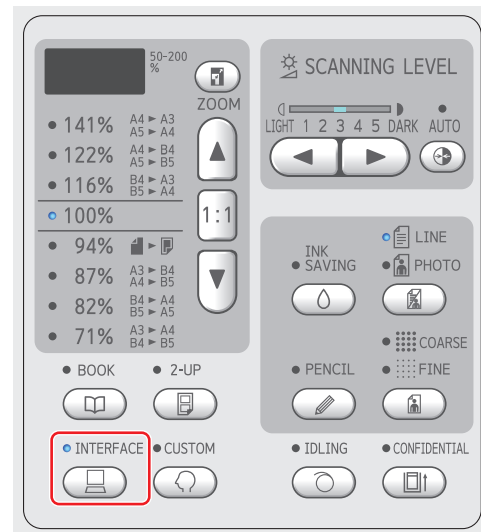 50-200
%
ZOOM
141% A4 ► A3
A5 ► A4
122% A4 ► B4
A5 ► B5
116% B4 ► A3
B5 ► A4
100%
94%
87% A3 ► B4
A4 ► B5
82% B4 ► A4
B5 ► A5
71% A3 ► A4
B4 ► B5
1:1
BOOK
2-UP
INTERFACE
CUSTOM
SCANNING LEVEL
LIGHT 1 2 3 4 5 DARK AUTO
INK
SAVING
LINE
PHOTO
COARSE
PENCIL
FINE
IDLING
CONFIDENTIAL